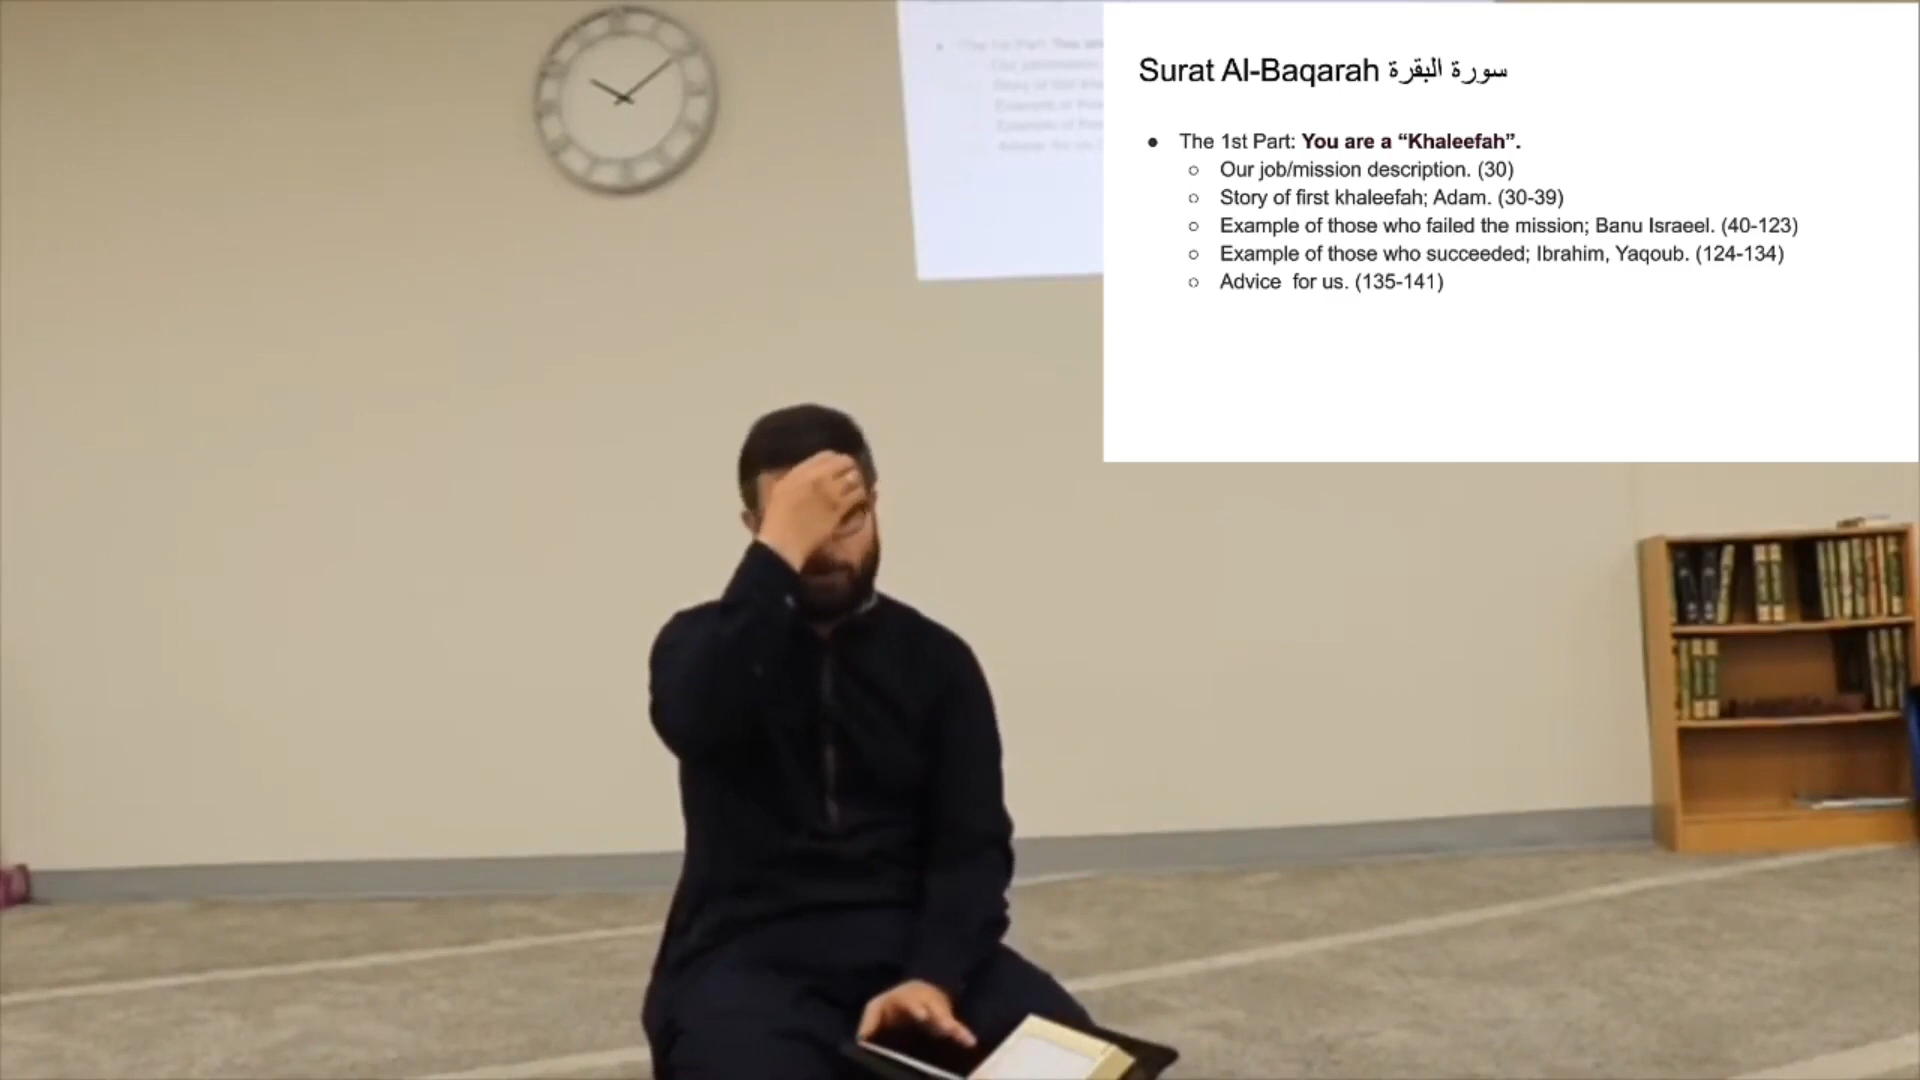 Surat Al-Baqarah سورة البقرة
● The 1st Part: You are a “Khaleefah”.
○ Our job/mission description. (30)
○ Story of first khaleefah; Adam. (30-39)
○ Example of those who failed the mission; Banu Israeel. (40-123)
○ Example of those who succeeded; Ibrahim, Yaqoub. (124-134)
○ Advice for us. (135-141)